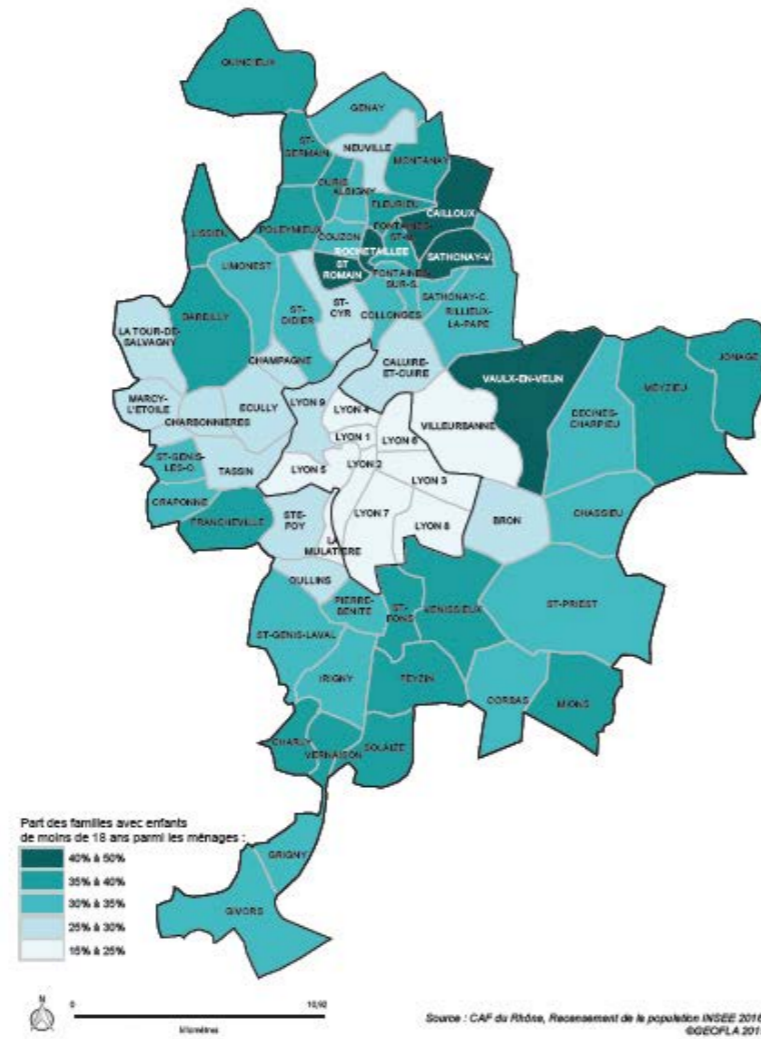 QUINCIEUX
GENAY
ST-
GERMAIN
NEUVILLE
MONTANAY
CURIS
ALBIGNY
FLEURIEU
CAILLOUX
LISSIEU
POLEYMIEUX
COUZON
FONTAINES-
ST-M.
ROCHETAILLEE
SATHONAY-V.
LIMONEST
ST
ROMAIN
FONTAINES-
SUR-S.
DARDILLY
ST-
DIDIER
ST-
CYR
COLLONGES
SATHONAY-C.
RILLIEUX-
LA-PAPE
LA TOUR-DE-
SALVAGNY
CHAMPAGNE
CALUIRE-
ET-CUIRE
VAULX-EN-VELIN
MEYZIEU
JONAGE
MARCY-
L'ETOILE
CHARBONNIÈRES
ECULLY
LYON 9
LYON 4
VILLEURBANNE
DECINES-
CHARPIEU
LYON 1
LYON 6
ST-GENIS-
LES-O.
TASSIN
LYON 5
LYON 2
LYON 3
CRAPONNE
FRANCHEVILLE
STE-
FOY
LYON 7
LYON 8
BRON
CHASSIEU
LA
MULATIERE
OULLINS
PIERRE-
BENITE
ST-
FONS
VENISSIEUX
ST-PRIEST
ST-GENIS-LAVAL
IRIGNY
FEYZIN
CORBAS
MIONS
CHARLY
VERNAISON
SOLAIZE
GRIGNY
GIVORS
Part des familles avec enfants
de moins de 18 ans parmi les ménages :
40% à 50%
35% à 40%
30% à 35%
25% à 30%
15% à 25%
N
0
10,92
kilomètres
Source : CAF du Rhône, Recensement de la population INSEE 2016
©GEOFLA